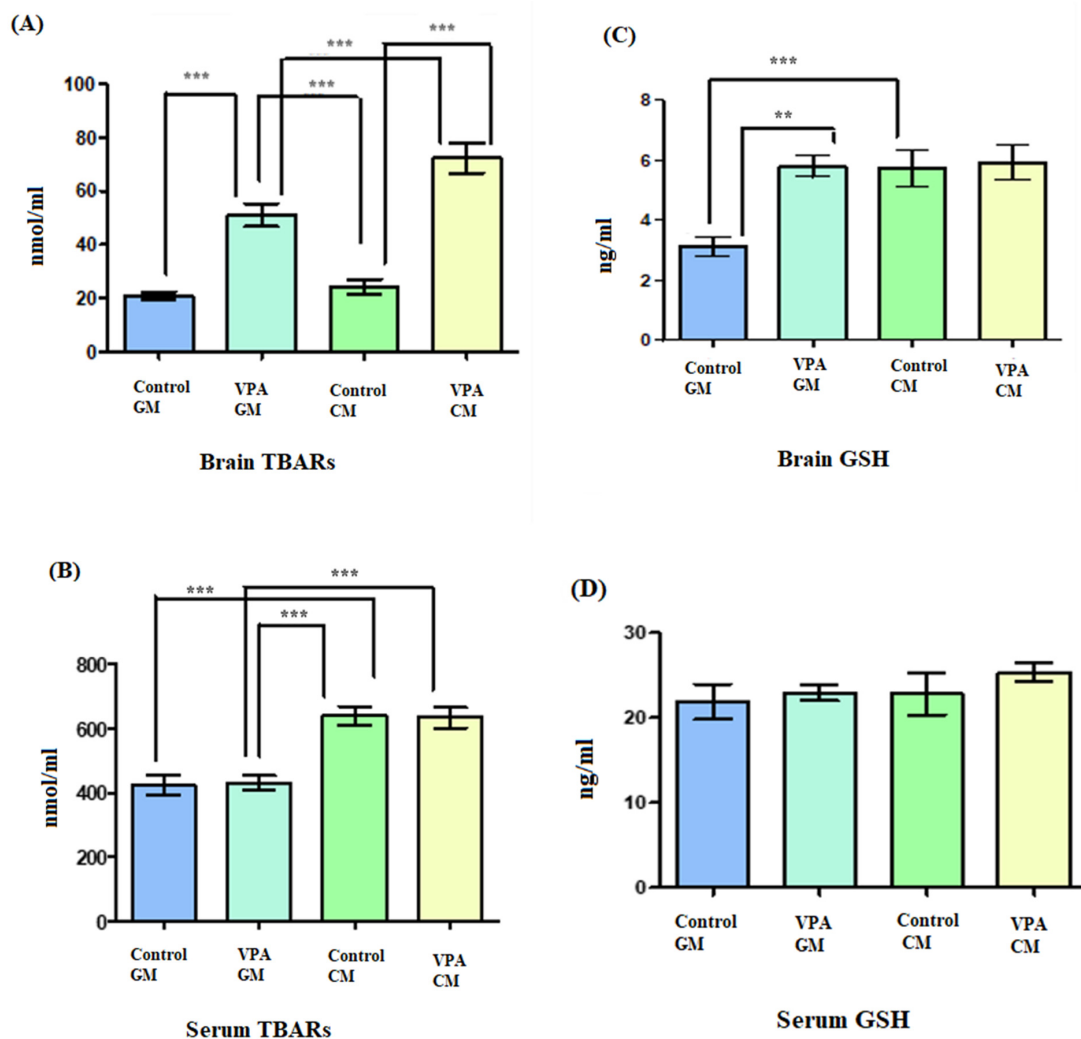 (A)
***
***
***
***
100
80
60
40
20
0
nmol/ml
Control
GM
VPA
GM
Control
CM
VPA
CM
Brain TBARs
(C)
***
**
8
6
4
2
0
ng/ml
Control
GM
VPA
GM
Control
CM
VPA
CM
Brain GSH
(B)
***
***
***
800
600
400
200
0
nmol/ml
Control
GM
VPA
GM
Control
CM
VPA
CM
Serum TBARs
(D)
30
20
10
0
ng/ml
Control
GM
VPA
GM
Control
CM
VPA
CM
Serum GSH